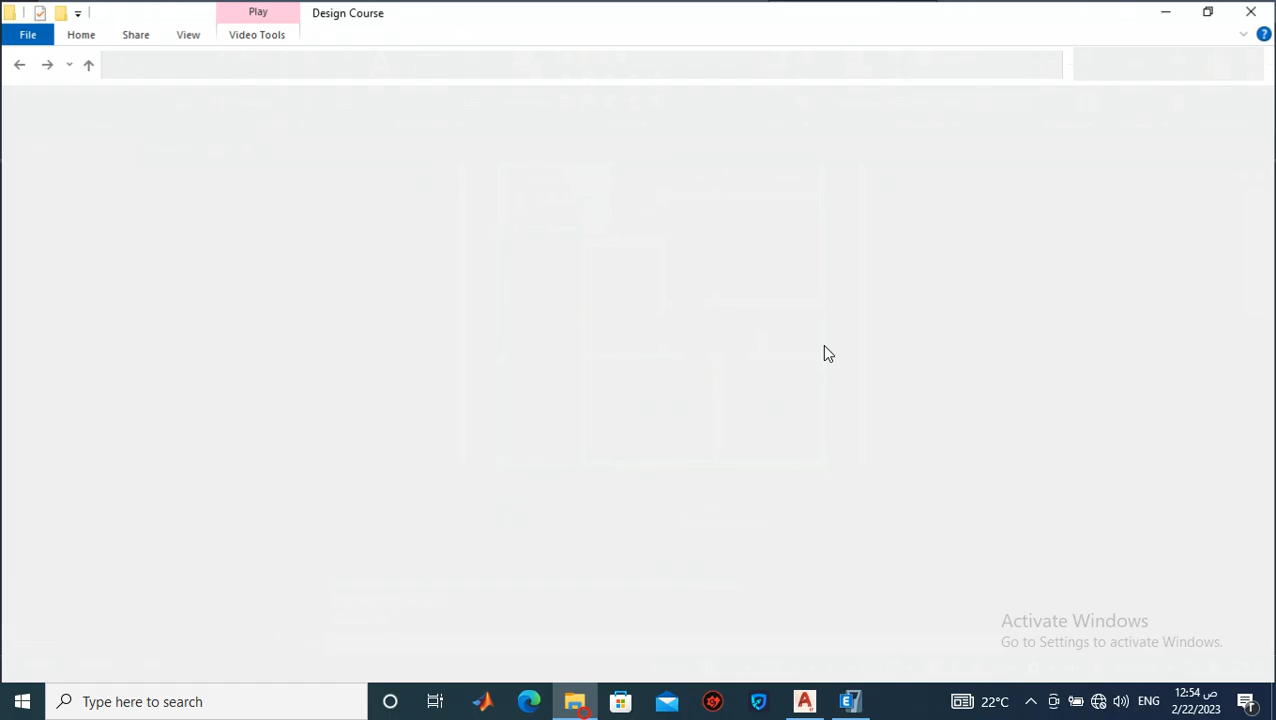 Play
Design Course
File
Home
Share
View
Video Tools
Activate Windows
Go to Settings to activate Windows.
Type here to search
22°C
ENG
12:54 ص
2/22/2023